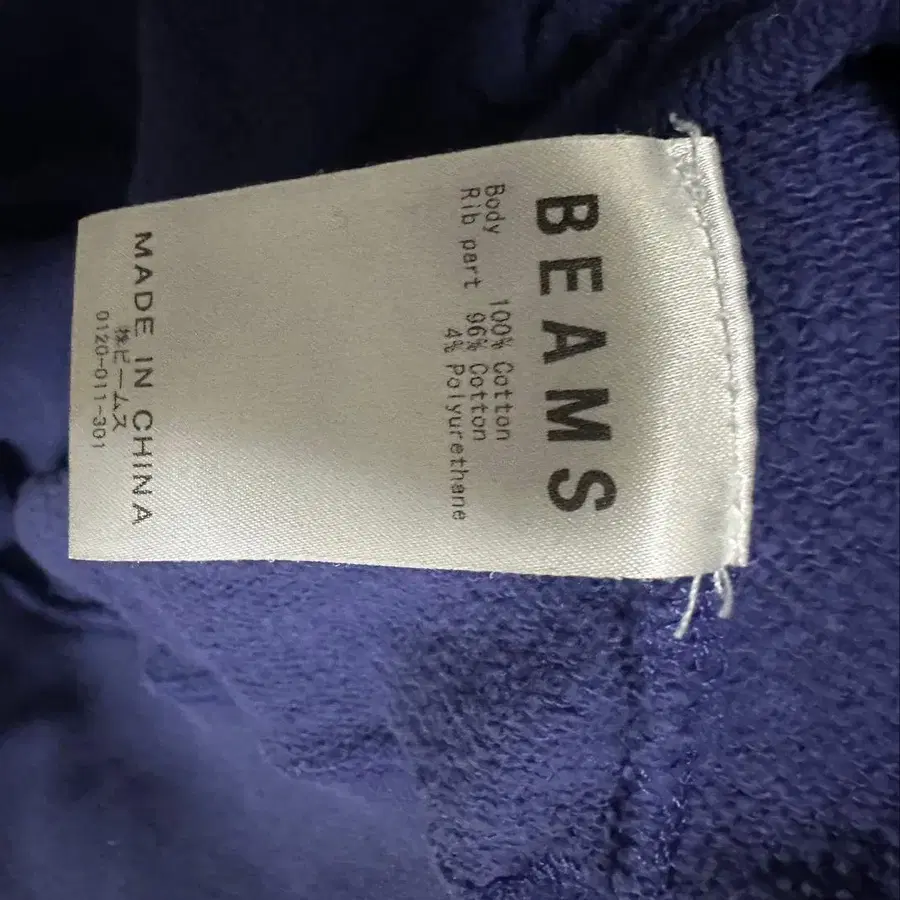 BEAMS
Body 100% Cotton
Rib part 96% Cotton
4% Polyurethane
MADE IN CHINA
㈱ビームス
0120-011-301